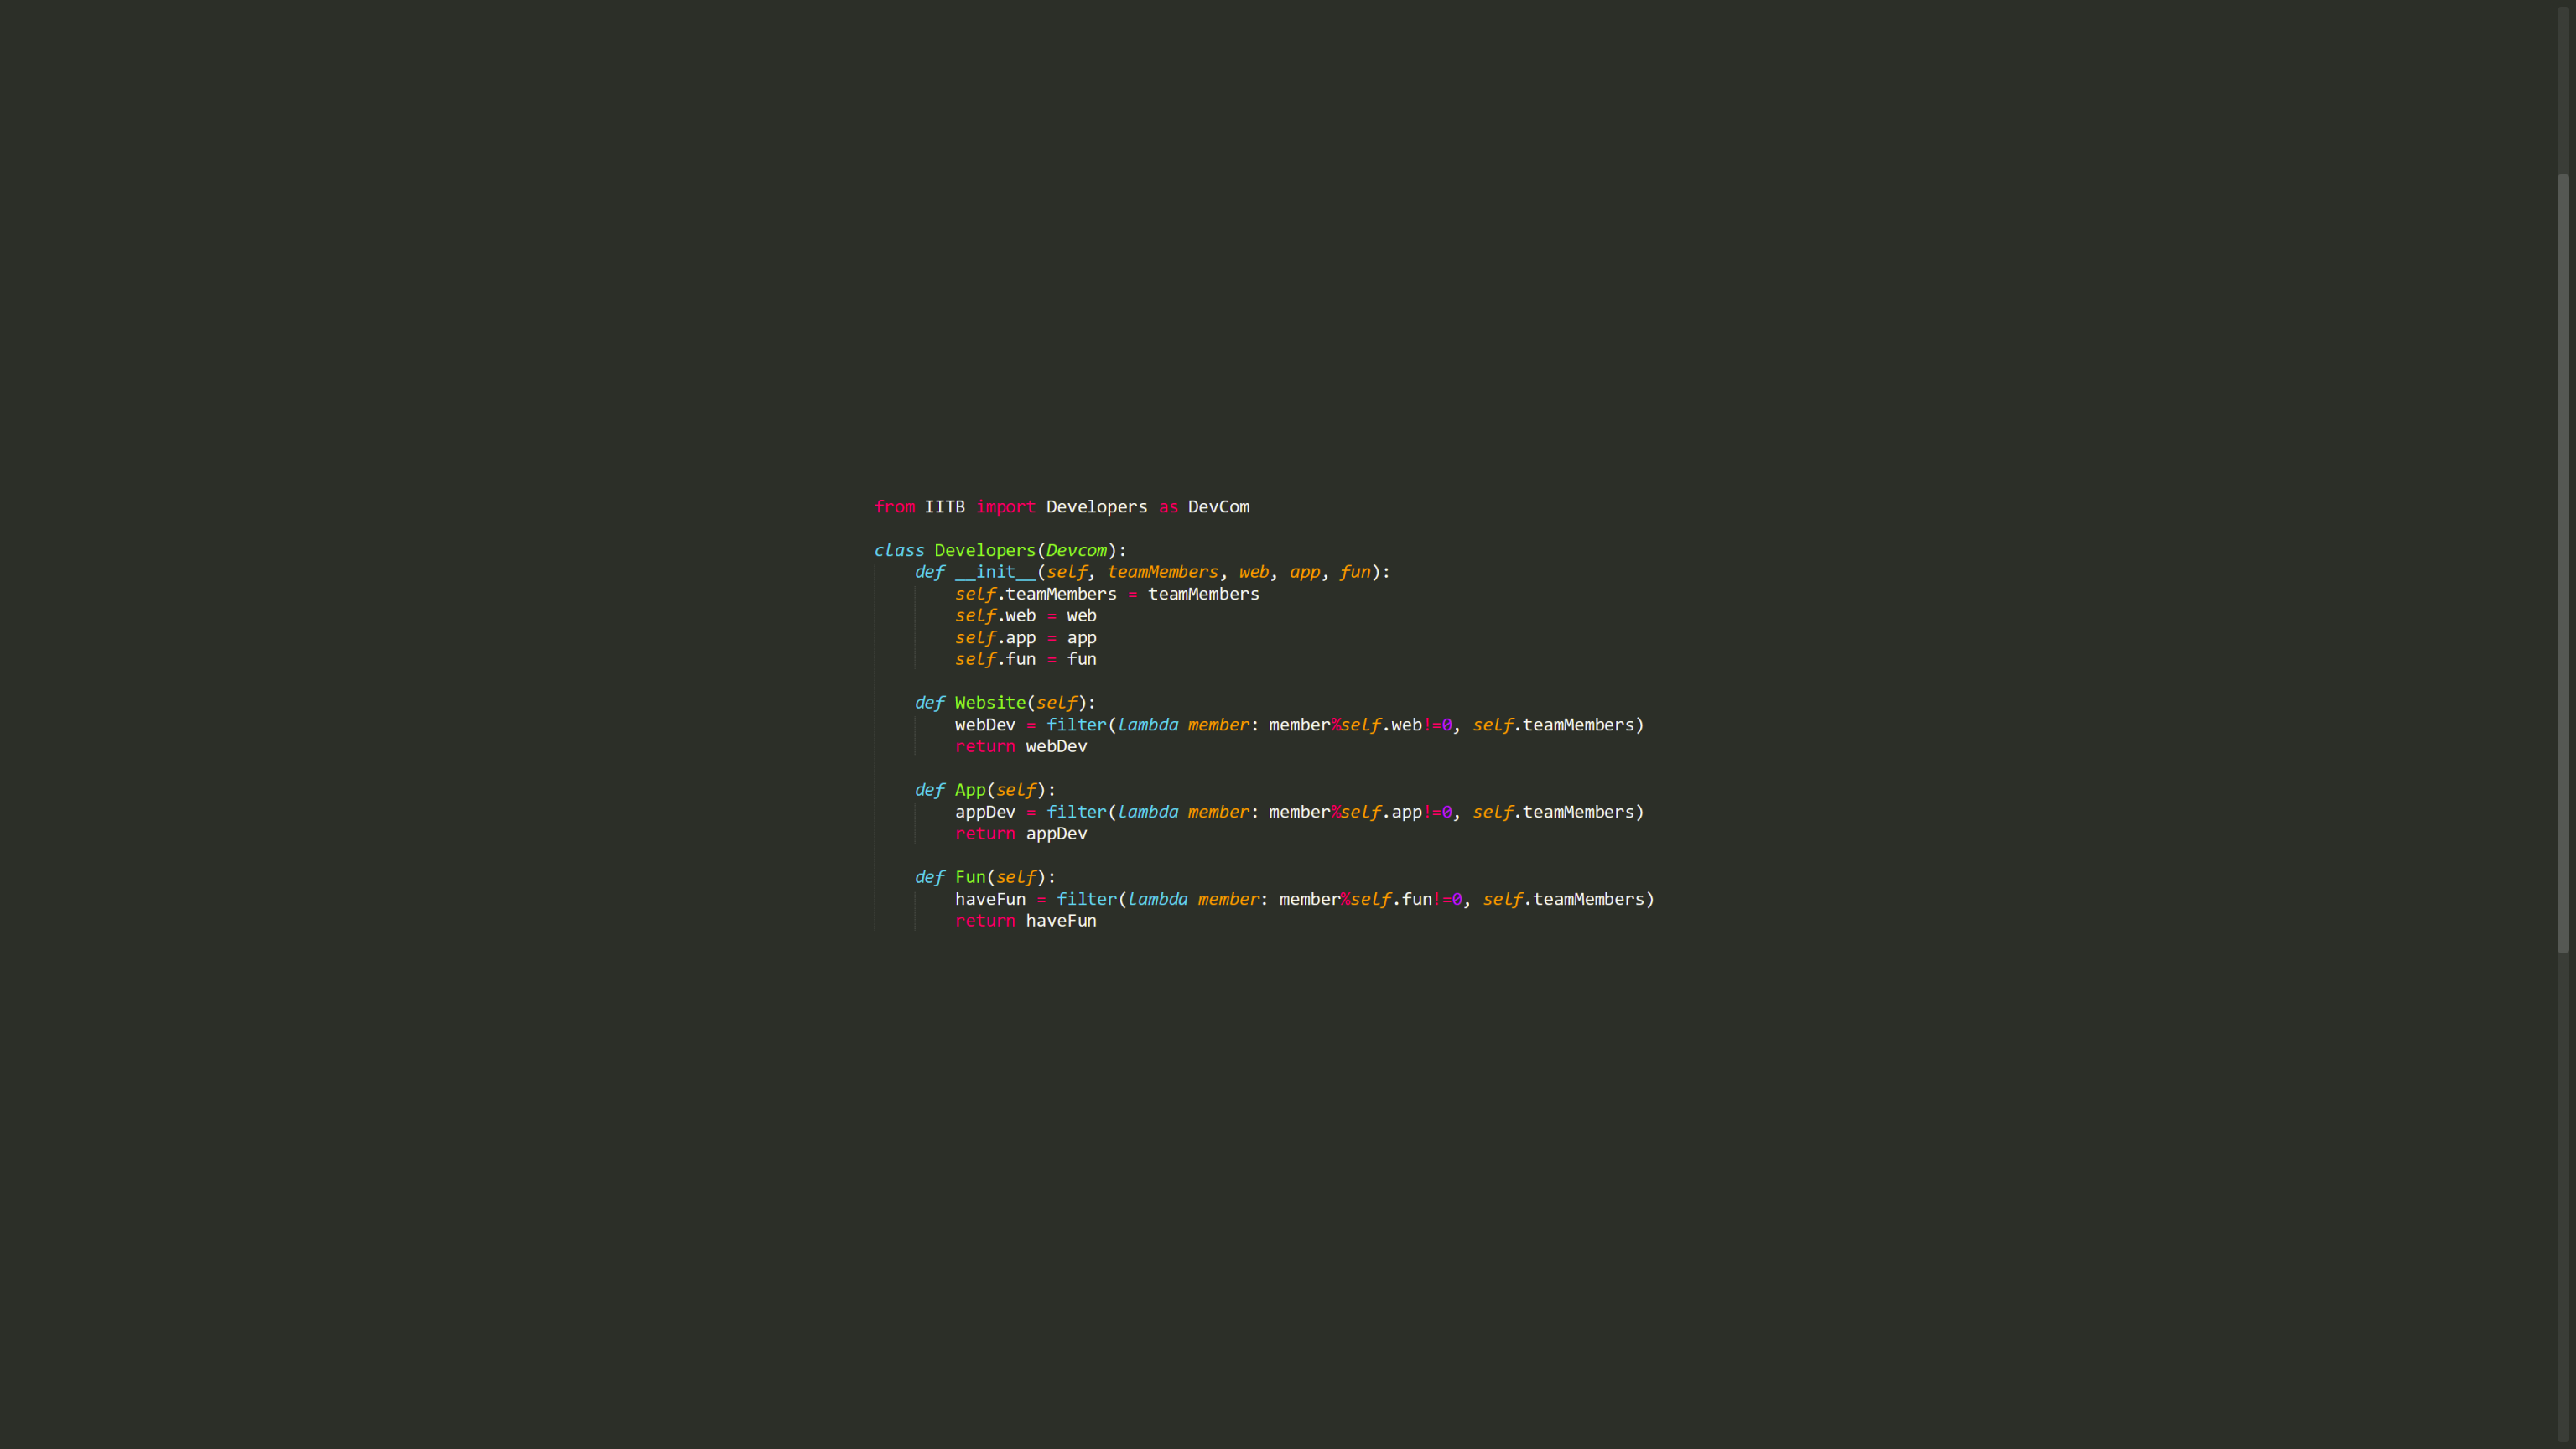 from IITB import Developers as DevCom
class Developers(Devcom):
def __init__(self, teamMembers, web, app, fun):
self.teamMembers = teamMembers
self.web = web
self.app = app
self.fun = fun
def Website(self):
webDev = filter(lambda member: member%self.web!=0, self.teamMembers)
return webDev
def App(self):
appDev = filter(lambda member: member%self.app!=0, self.teamMembers)
return appDev
def Fun(self):
haveFun = filter(lambda member: member%self.fun!=0, self.teamMembers)
return haveFun